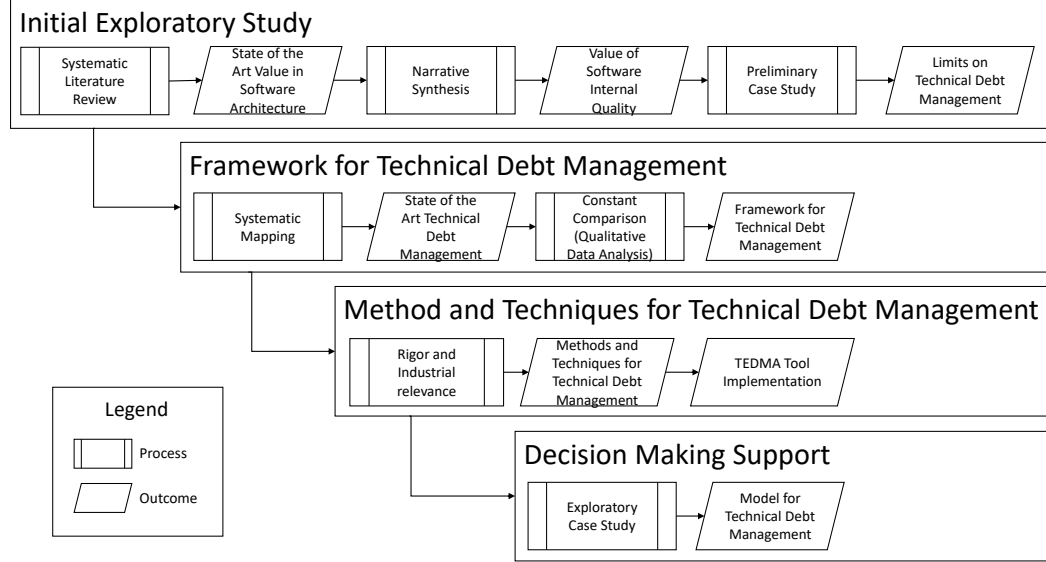 Initial Exploratory Study
Systematic
Literature
Review
State of the
Art Value in
Software
Architecture
Narrative
Synthesis
Value of
Software
Internal
Quality
Preliminary
Case Study
Limits on
Technical Debt
Management
Framework for Technical Debt Management
Systematic
Mapping
State of the
Art Technical
Debt
Management
Constant
Comparison
(Qualitative
Data Analysis)
Framework for
Technical Debt
Management
Method and Techniques for Technical Debt Management
Rigor and
Industrial
relevance
Methods and
Techniques for
Technical Debt
Management
TEDMA Tool
Implementation
Decision Making Support
Exploratory
Case Study
Model for
Technical Debt
Management
Legend
Process
Outcome